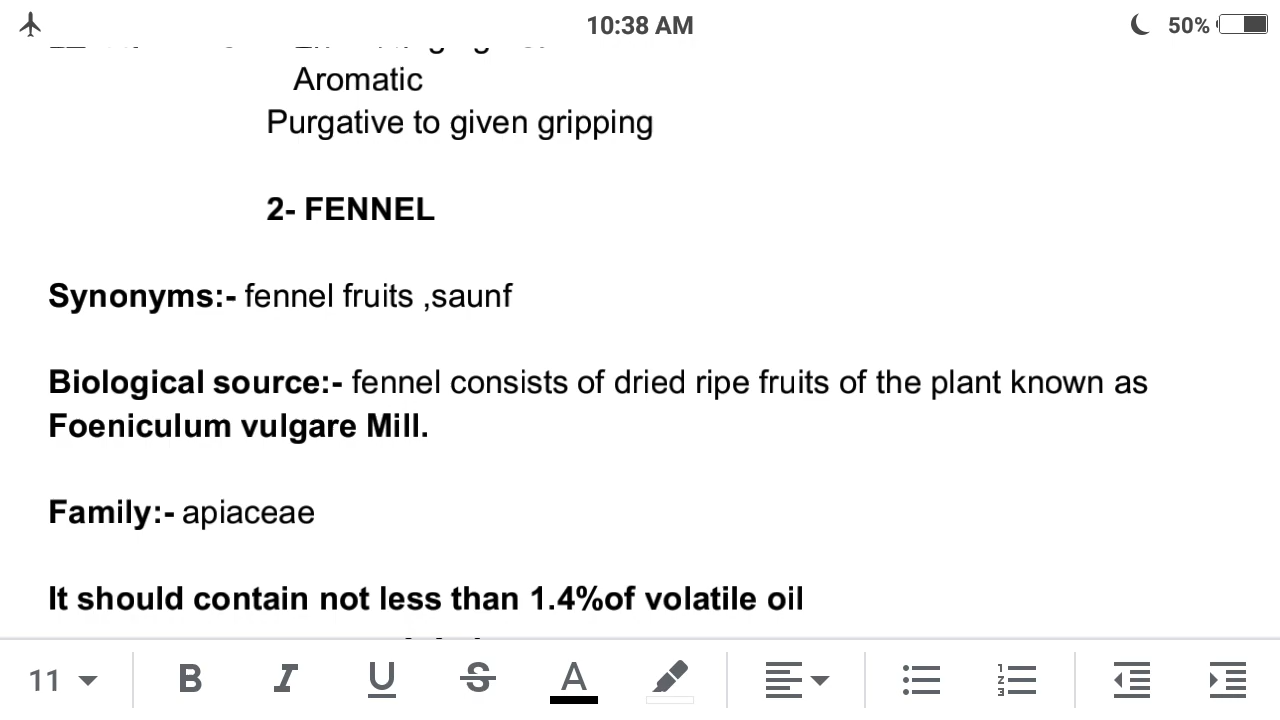 10:38 AM
50%
Aromatic
Purgative to given gripping
2- FENNEL
Synonyms:- fennel fruits ,saunf
Biological source:- fennel consists of dried ripe fruits of the plant known as
Foeniculum vulgare Mill.
Family:- apiaceae
It should contain not less than 1.4%of volatile oil
11
B I U S A